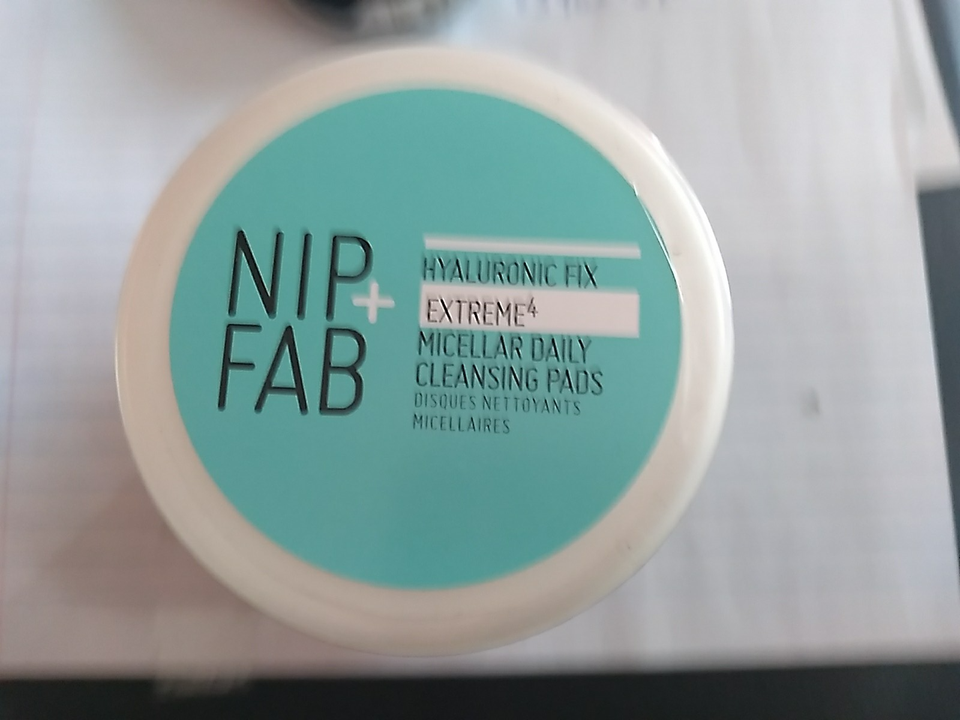 NIP+
FAB
HYALURONIC FIX
EXTREME⁴
MICELLAR DAILY
CLEANSING PADS
DISQUES NETTOYANTS
MICELLAIRES